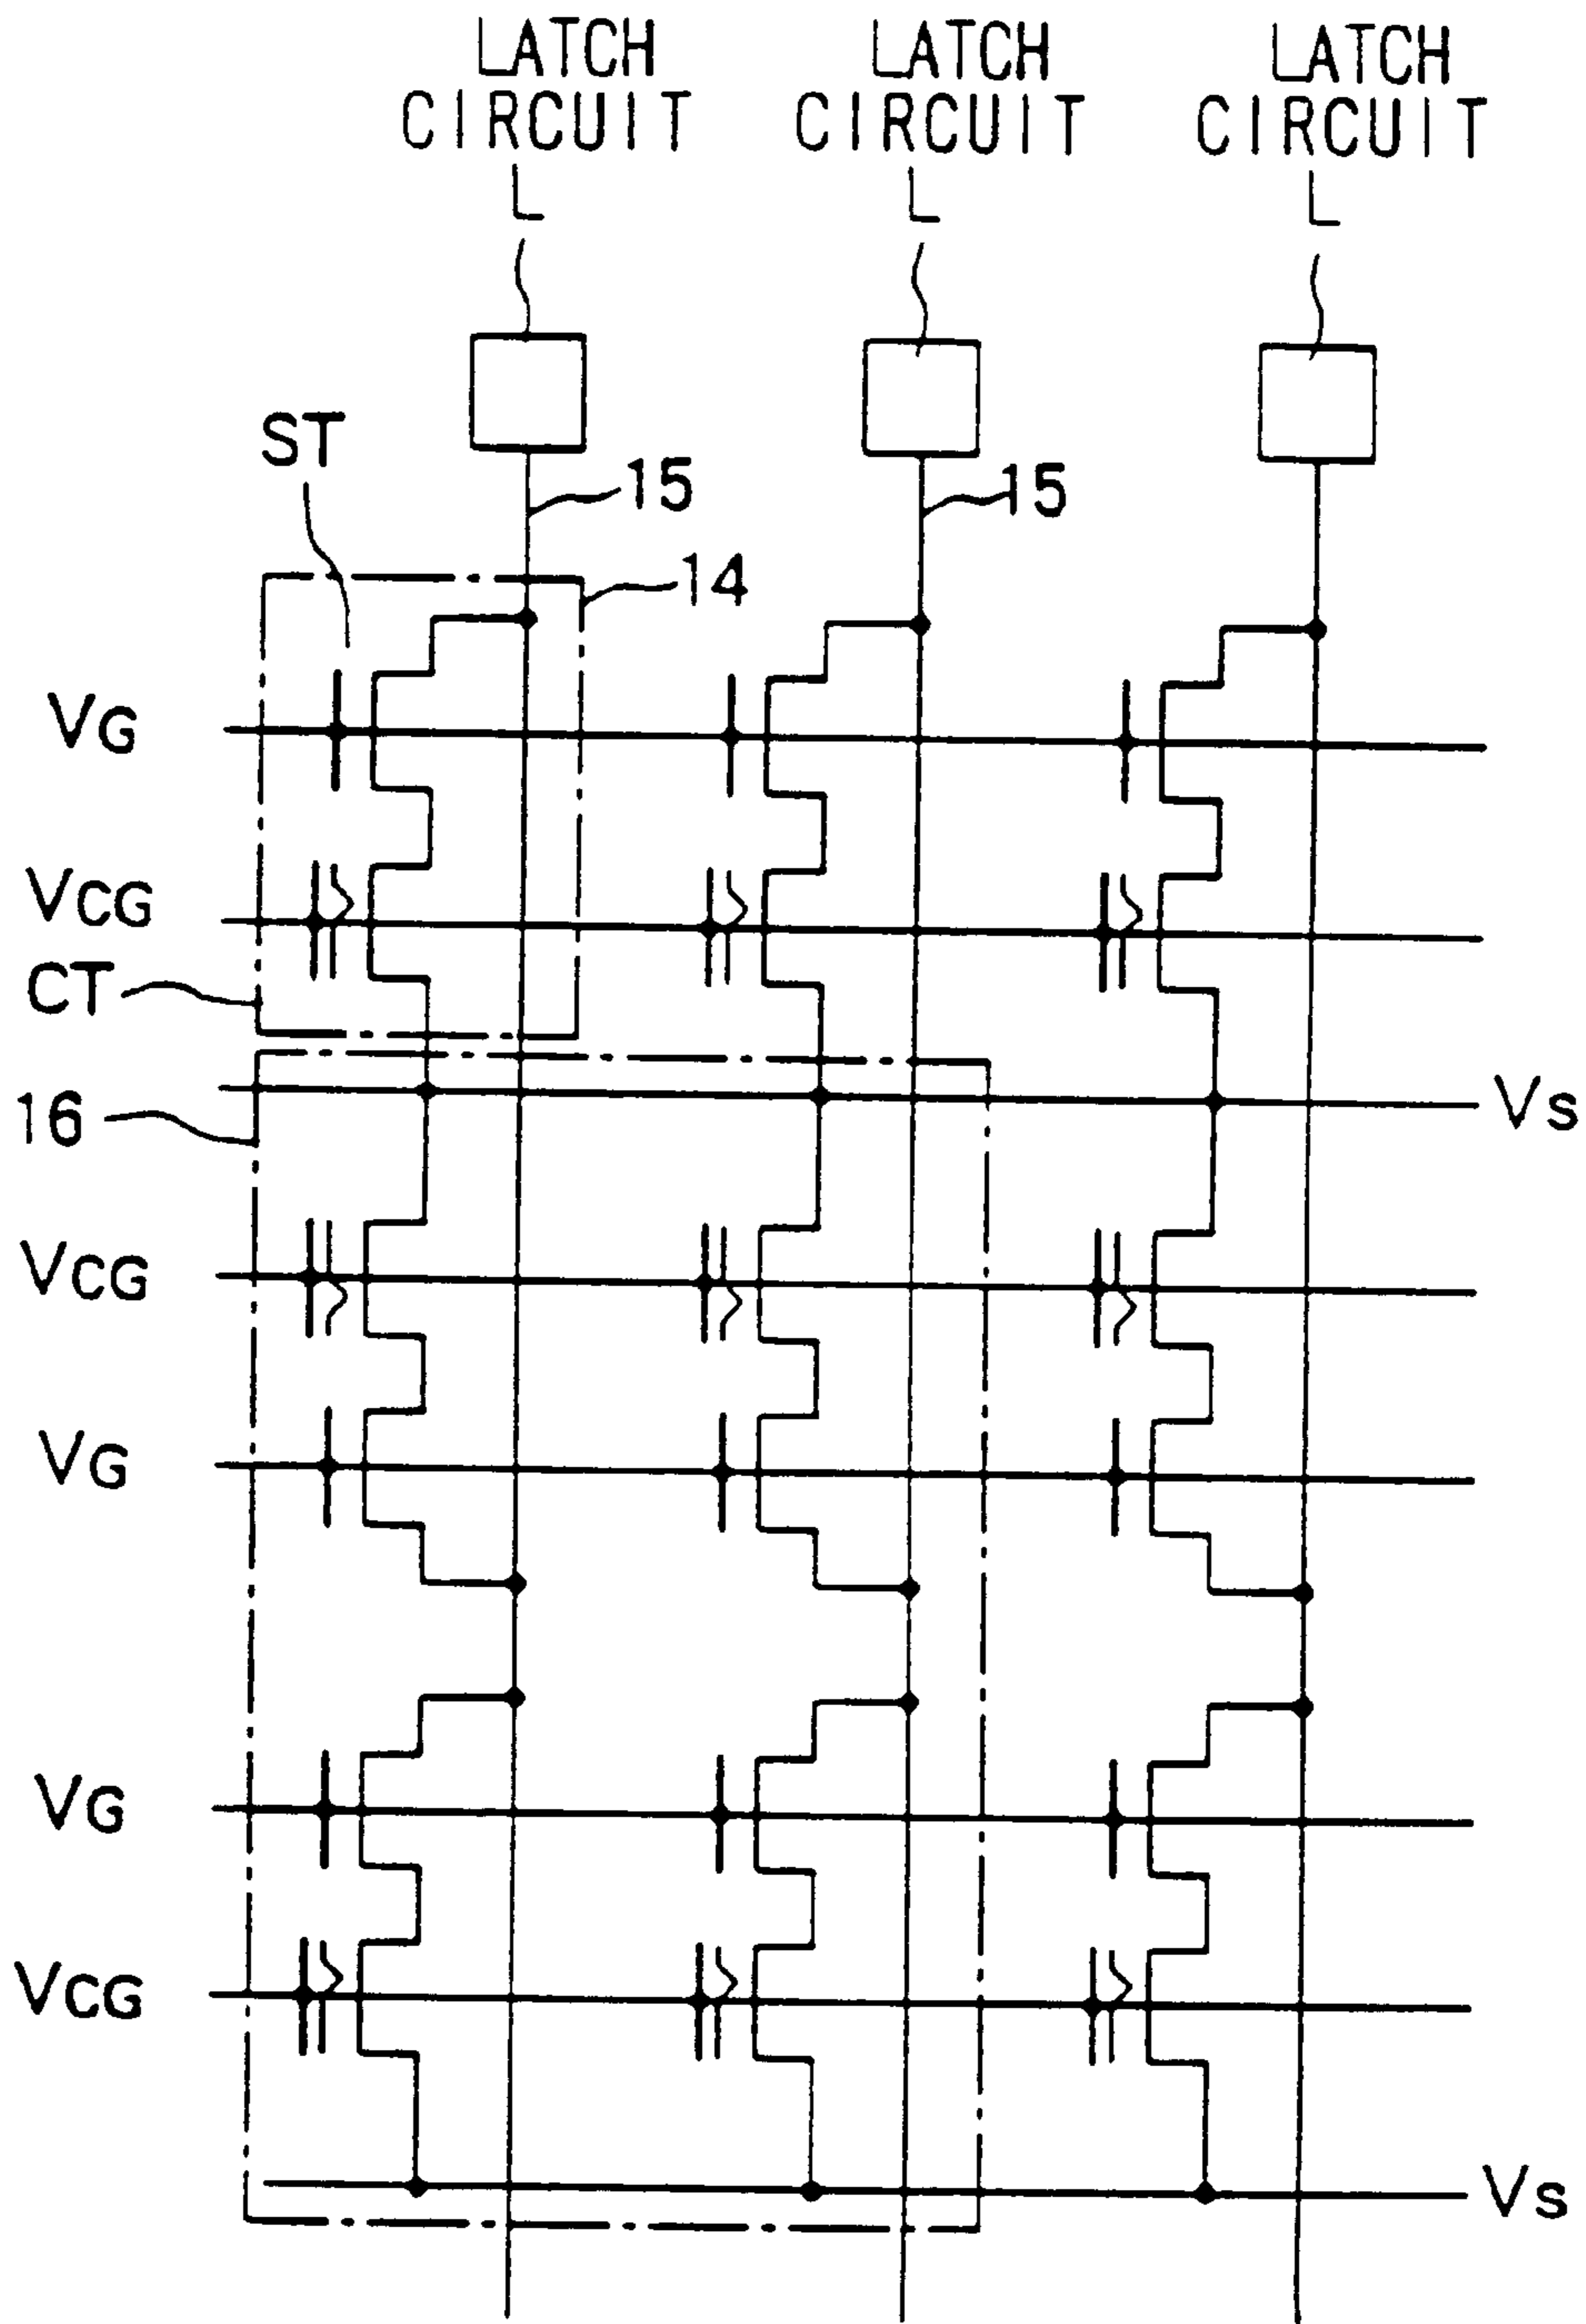 LATCH
CIRCUIT
L
LATCH
CIRCUIT
L
LATCH
CIRCUIT
L
ST
15
15
14
VG
VCG
CT
16
VS
VCG
VG
VG
VCG
VS